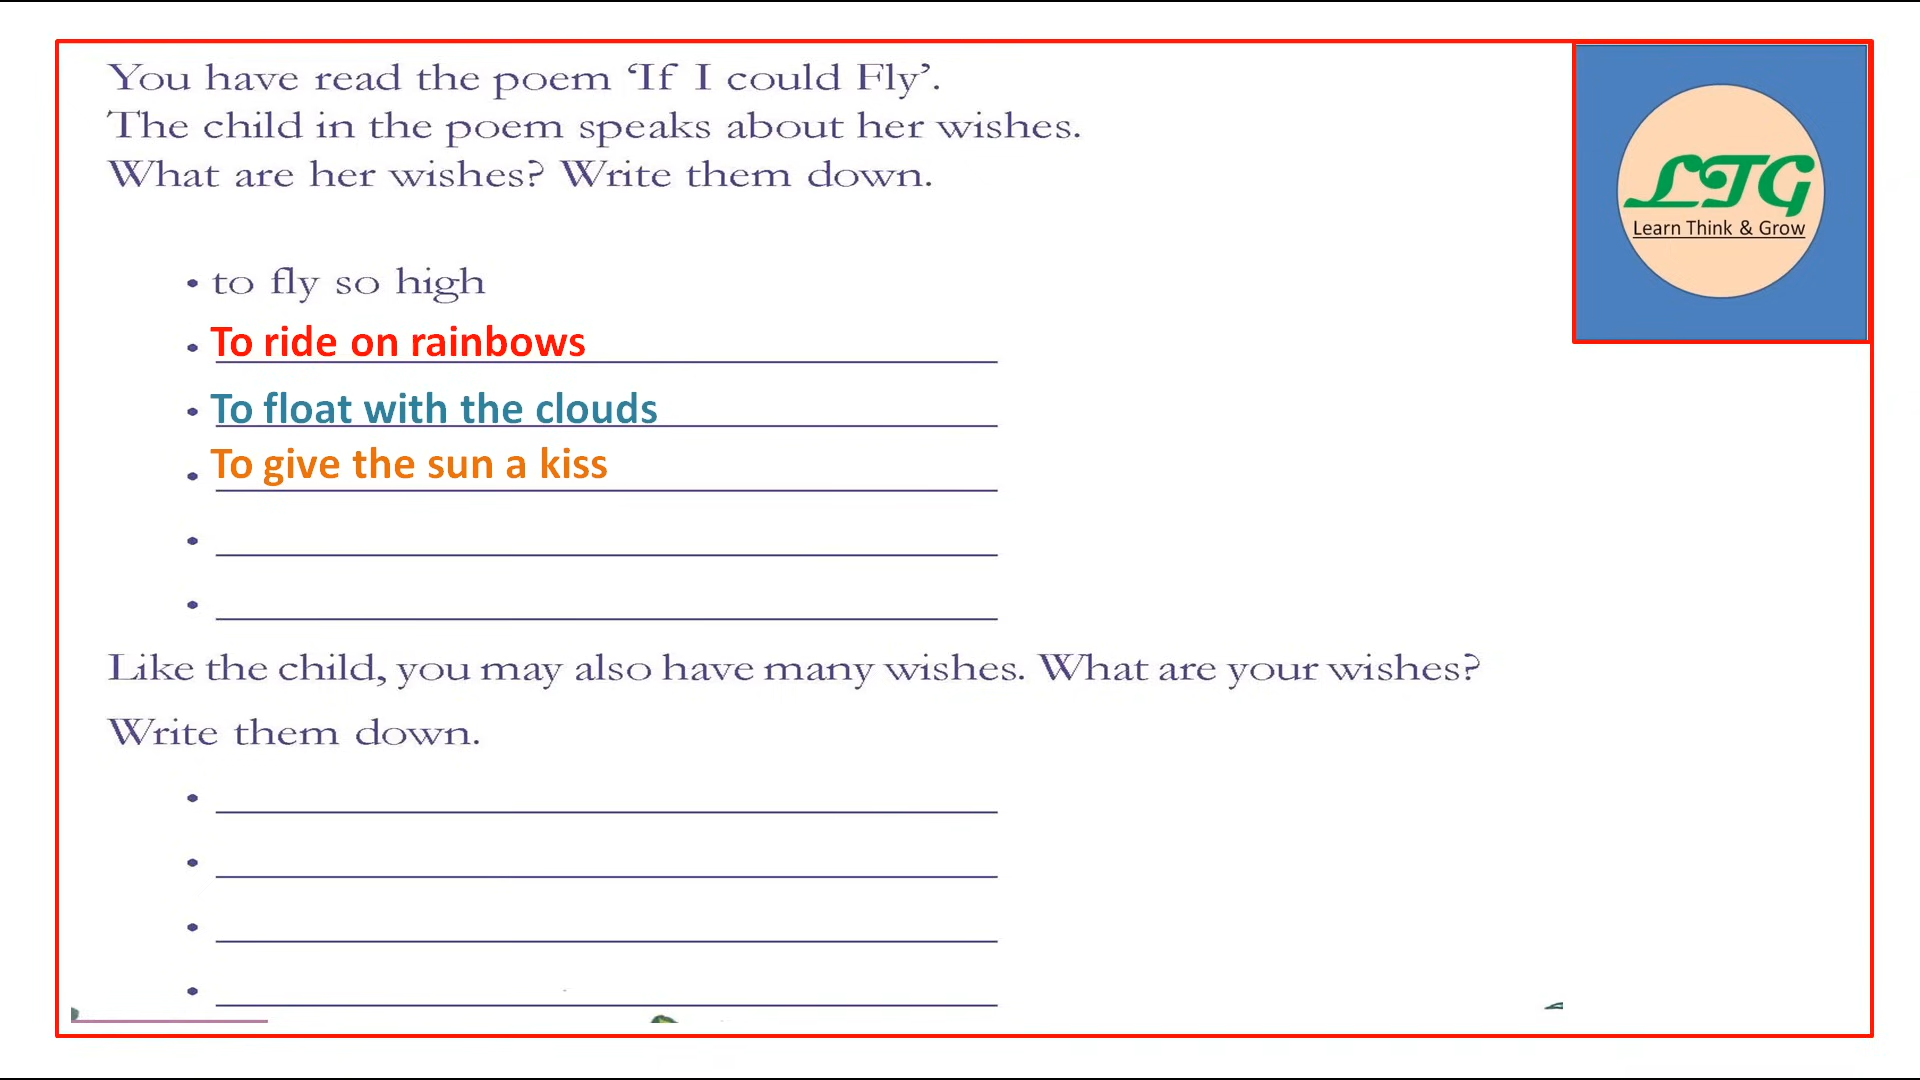 You have read the poem ‘If I could Fly’.
The child in the poem speaks about her wishes.
What are her wishes? Write them down.
LTG
Learn Think & Grow
• to fly so high
• To ride on rainbows
• To float with the clouds
• To give the sun a kiss
Like the child, you may also have many wishes. What are your wishes?
Write them down.